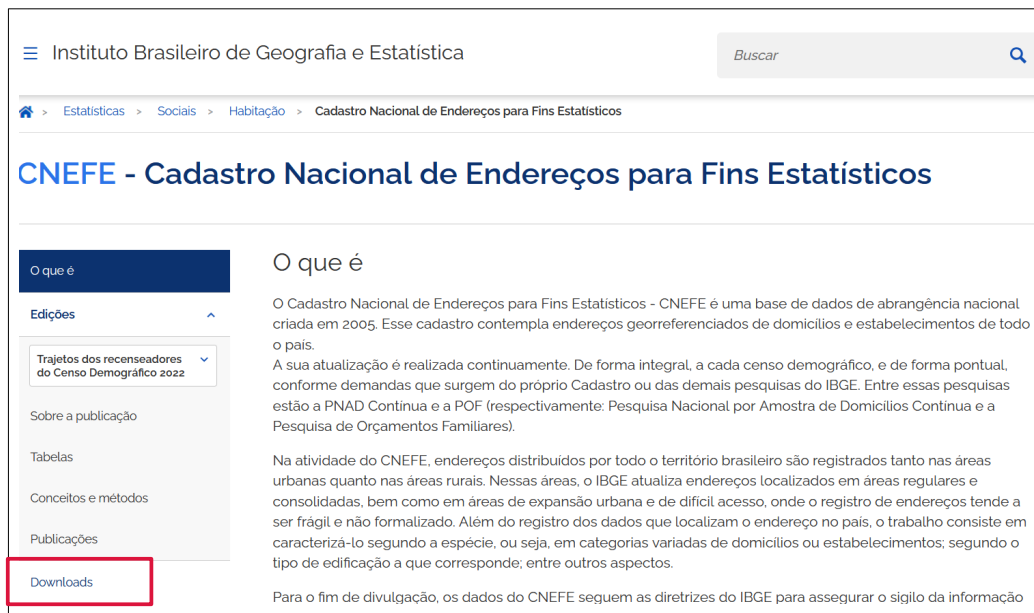 Instituto Brasileiro de Geografia e Estatística
Buscar
> Estatísticas > Sociais > Habitação > Cadastro Nacional de Endereços para Fins Estatísticos
CNEFE - Cadastro Nacional de Endereços para Fins Estatísticos
O que é
Edições
Trajetos dos recenseadores
do Censo Demográfico 2022
Sobre a publicação
Tabelas
Conceitos e métodos
Publicações
Downloads
O que é
O Cadastro Nacional de Endereços para Fins Estatísticos - CNEFE é uma base de dados de abrangência nacional
criada em 2005. Esse cadastro contempla endereços georreferenciados de domicílios e estabelecimentos de todo
o país.
A sua atualização é realizada continuamente. De forma integral, a cada censo demográfico, e de forma pontual,
conforme demandas que surgem do próprio Cadastro ou das demais pesquisas do IBGE. Entre essas pesquisas
estão a PNAD Contínua e a POF (respectivamente: Pesquisa Nacional por Amostra de Domicílios Contínua e a
Pesquisa de Orçamentos Familiares).
Na atividade do CNEFE, endereços distribuídos por todo o território brasileiro são registrados tanto nas áreas
urbanas quanto nas áreas rurais. Nessas áreas, o IBGE atualiza endereços localizados em áreas regulares e
consolidadas, bem como em áreas de expansão urbana e de difícil acesso, onde o registro de endereços tende a
ser frágil e não formalizado. Além do registro dos dados que localizam o endereço no país, o trabalho consiste em
caracterizá-lo segundo a espécie, ou seja, em categorias variadas de domicílios ou estabelecimentos; segundo o
tipo de edificação a que corresponde; entre outros aspectos.
Para o fim de divulgação, os dados do CNEFE seguem as diretrizes do IBGE para assegurar o sigilo da informação